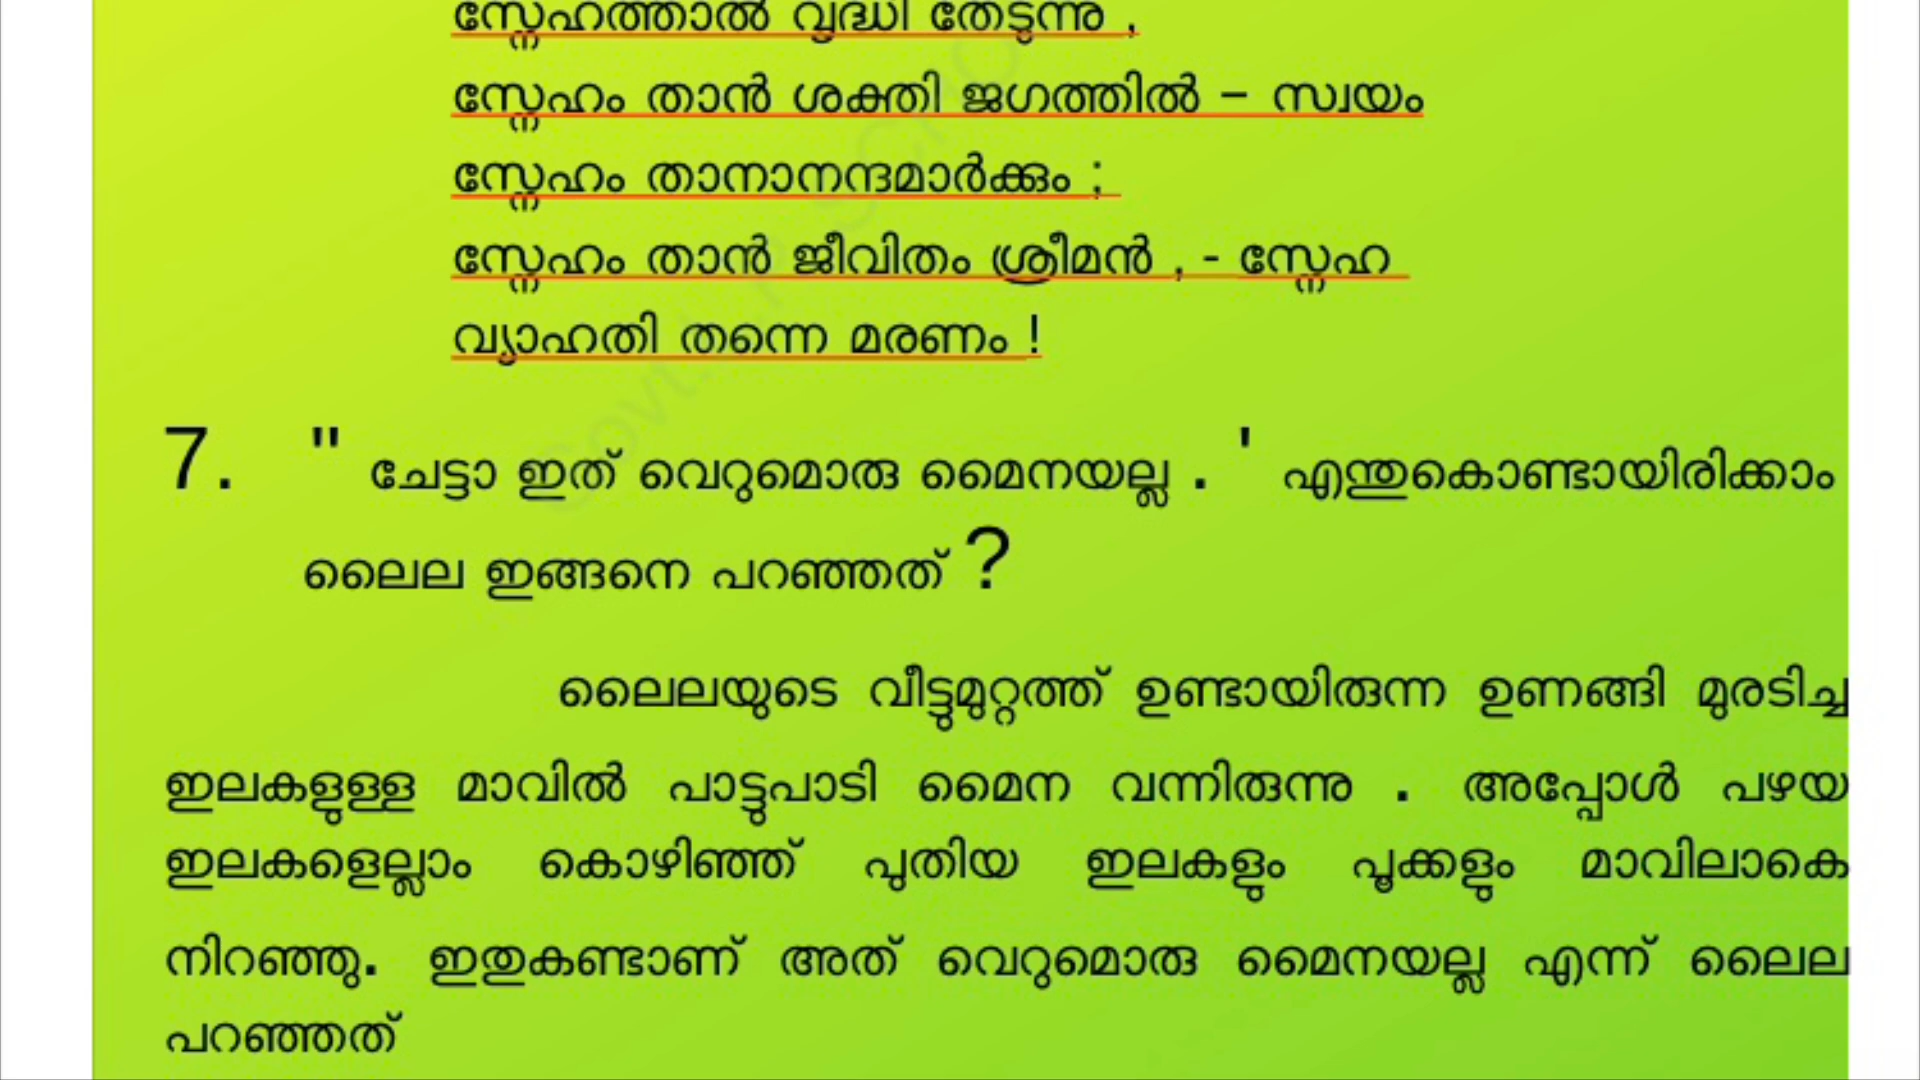 സ്നേഹത്താൽ വൃദ്ധി തേടുന്നു ,
സ്നേഹം താൻ ശക്തി ജഗത്തിൽ – സ്വയം
സ്നേഹം താനാനന്ദമാർക്കും ;
സ്നേഹം താൻ ജീവിതം ശ്രീമൻ , - സ്നേഹ
വ്യാഹതി തന്നെ മരണം !
7. " ചേട്ടാ ഇത് വെറുമൊരു മൈനയല്ല . ' എന്തുകൊണ്ടായിരിക്കാം
ലൈല ഇങ്ങനെ പറഞ്ഞത് ?
ലൈലയുടെ വീട്ടുമുറ്റത്ത് ഉണ്ടായിരുന്ന ഉണങ്ങി മുരടിച്ച
ഇലകളുള്ള മാവിൽ പാട്ടുപാടി മൈന വന്നിരുന്നു . അപ്പോൾ പഴയ
ഇലകളെല്ലാം കൊഴിഞ്ഞ് പുതിയ ഇലകളും പൂക്കളും മാവിലാകെ
നിറഞ്ഞു. ഇതുകണ്ടാണ് അത് വെറുമൊരു മൈനയല്ല എന്ന് ലൈല
പറഞ്ഞത്